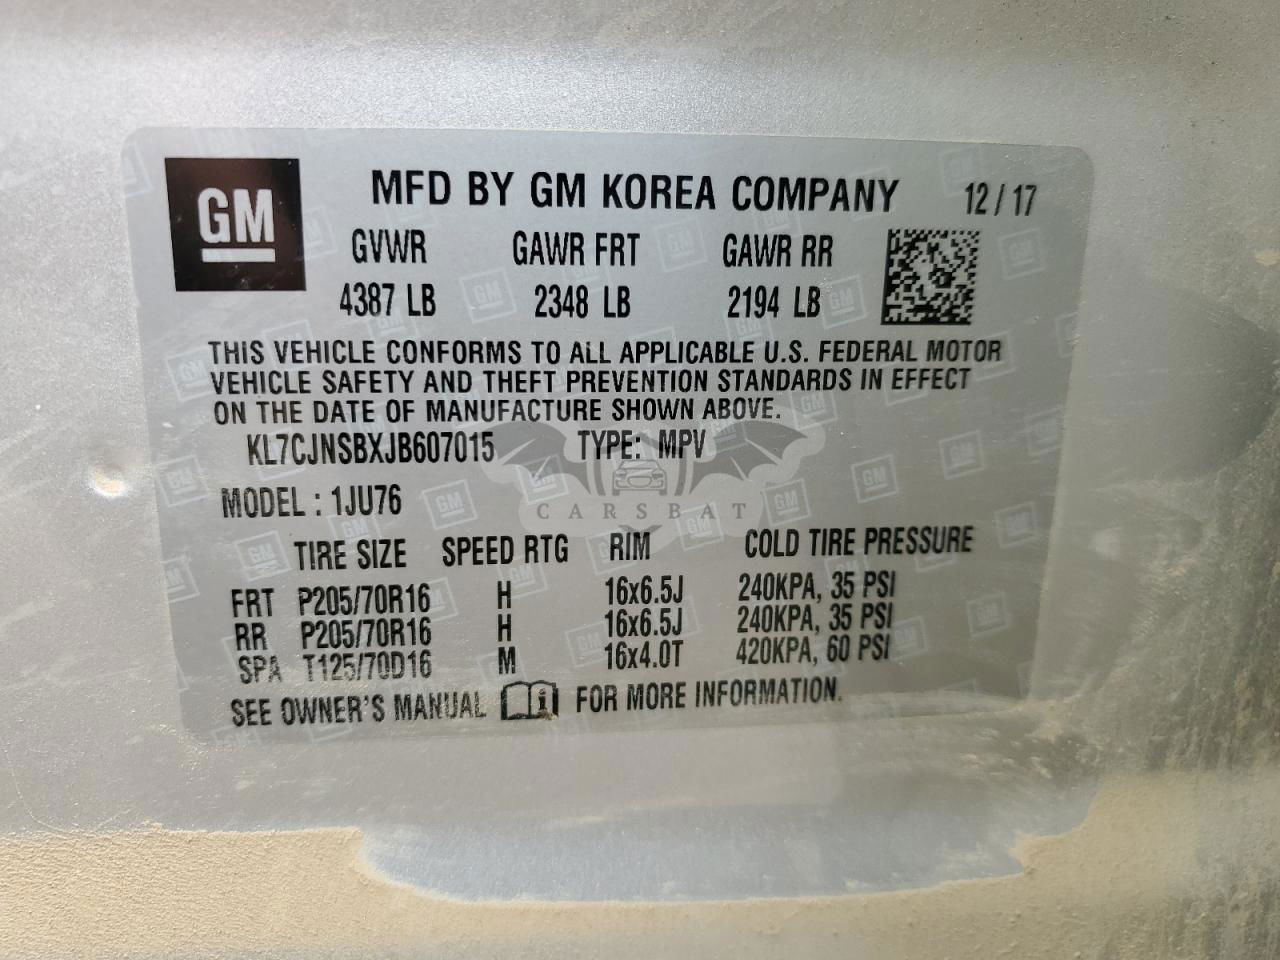 GM MFD BY GM KOREA COMPANY 12/17
GVWR GAWR FRT GAWR RR
4387 LB 2348 LB 2194 LB
THIS VEHICLE CONFORMS TO ALL APPLICABLE U.S. FEDERAL MOTOR
VEHICLE SAFETY AND THEFT PREVENTION STANDARDS IN EFFECT
ON THE DATE OF MANUFACTURE SHOWN ABOVE.
KL7CJNSBXJB607015 TYPE: MPV
MODEL : 1JU76
CARSBAT
TIRE SIZE SPEED RTG RIM COLD TIRE PRESSURE
FRT P205/70R16 H 16x6.5J 240KPA, 35 PSI
RR P205/70R16 H 16x6.5J 240KPA, 35 PSI
SPA T125/70D16 M 16x4.0T 420KPA, 60 PSI
SEE OWNER'S MANUAL FOR MORE INFORMATION.